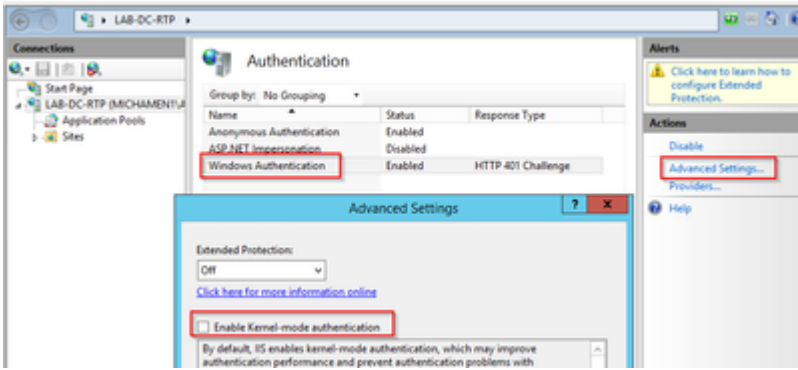 LAB-DC-RTP
Connections
Start Page
LAB-DC-RTP (MICHAMENT\A
Application Pools
Sites
Authentication
Group by: No Grouping
Name Status Response Type
Anonymous Authentication Enabled
ASP.NET Impersonation Disabled
Windows Authentication Enabled HTTP 401 Challenge
Alerts
Click here to learn how to
configure Extended
Protection.
Actions
Disable
Advanced Settings...
Providers...
Help
Advanced Settings ? x
Extended Protection:
Off
Click here for more information online
Enable Kernel-mode authentication
By default, IIS enables kernel-mode authentication, which may improve
authentication performance and prevent authentication problems with